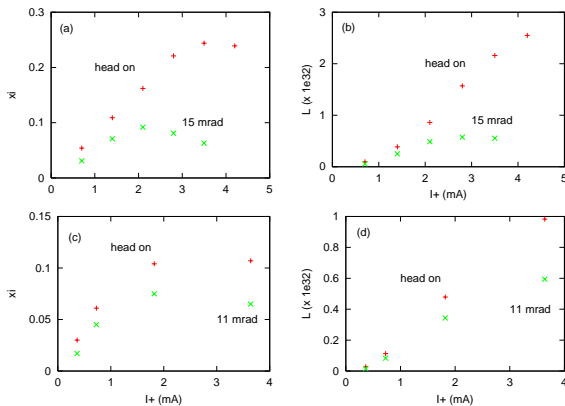 (a)
head on
15 mrad
xi
0.3
0.2
0.1
0
0 1 2 3 4 5
(b)
head on
15 mrad
L (x 1e32)
3
2
1
0
0 1 2 3 4 5
I+ (mA)
(c)
head on
11 mrad
xi
0.15
0.1
0.05
0
0 1 2 3 4
I+ (mA)
(d)
head on
11 mrad
L (x 1e32)
1
0.8
0.6
0.4
0.2
0
0 1 2 3 4
I+ (mA)